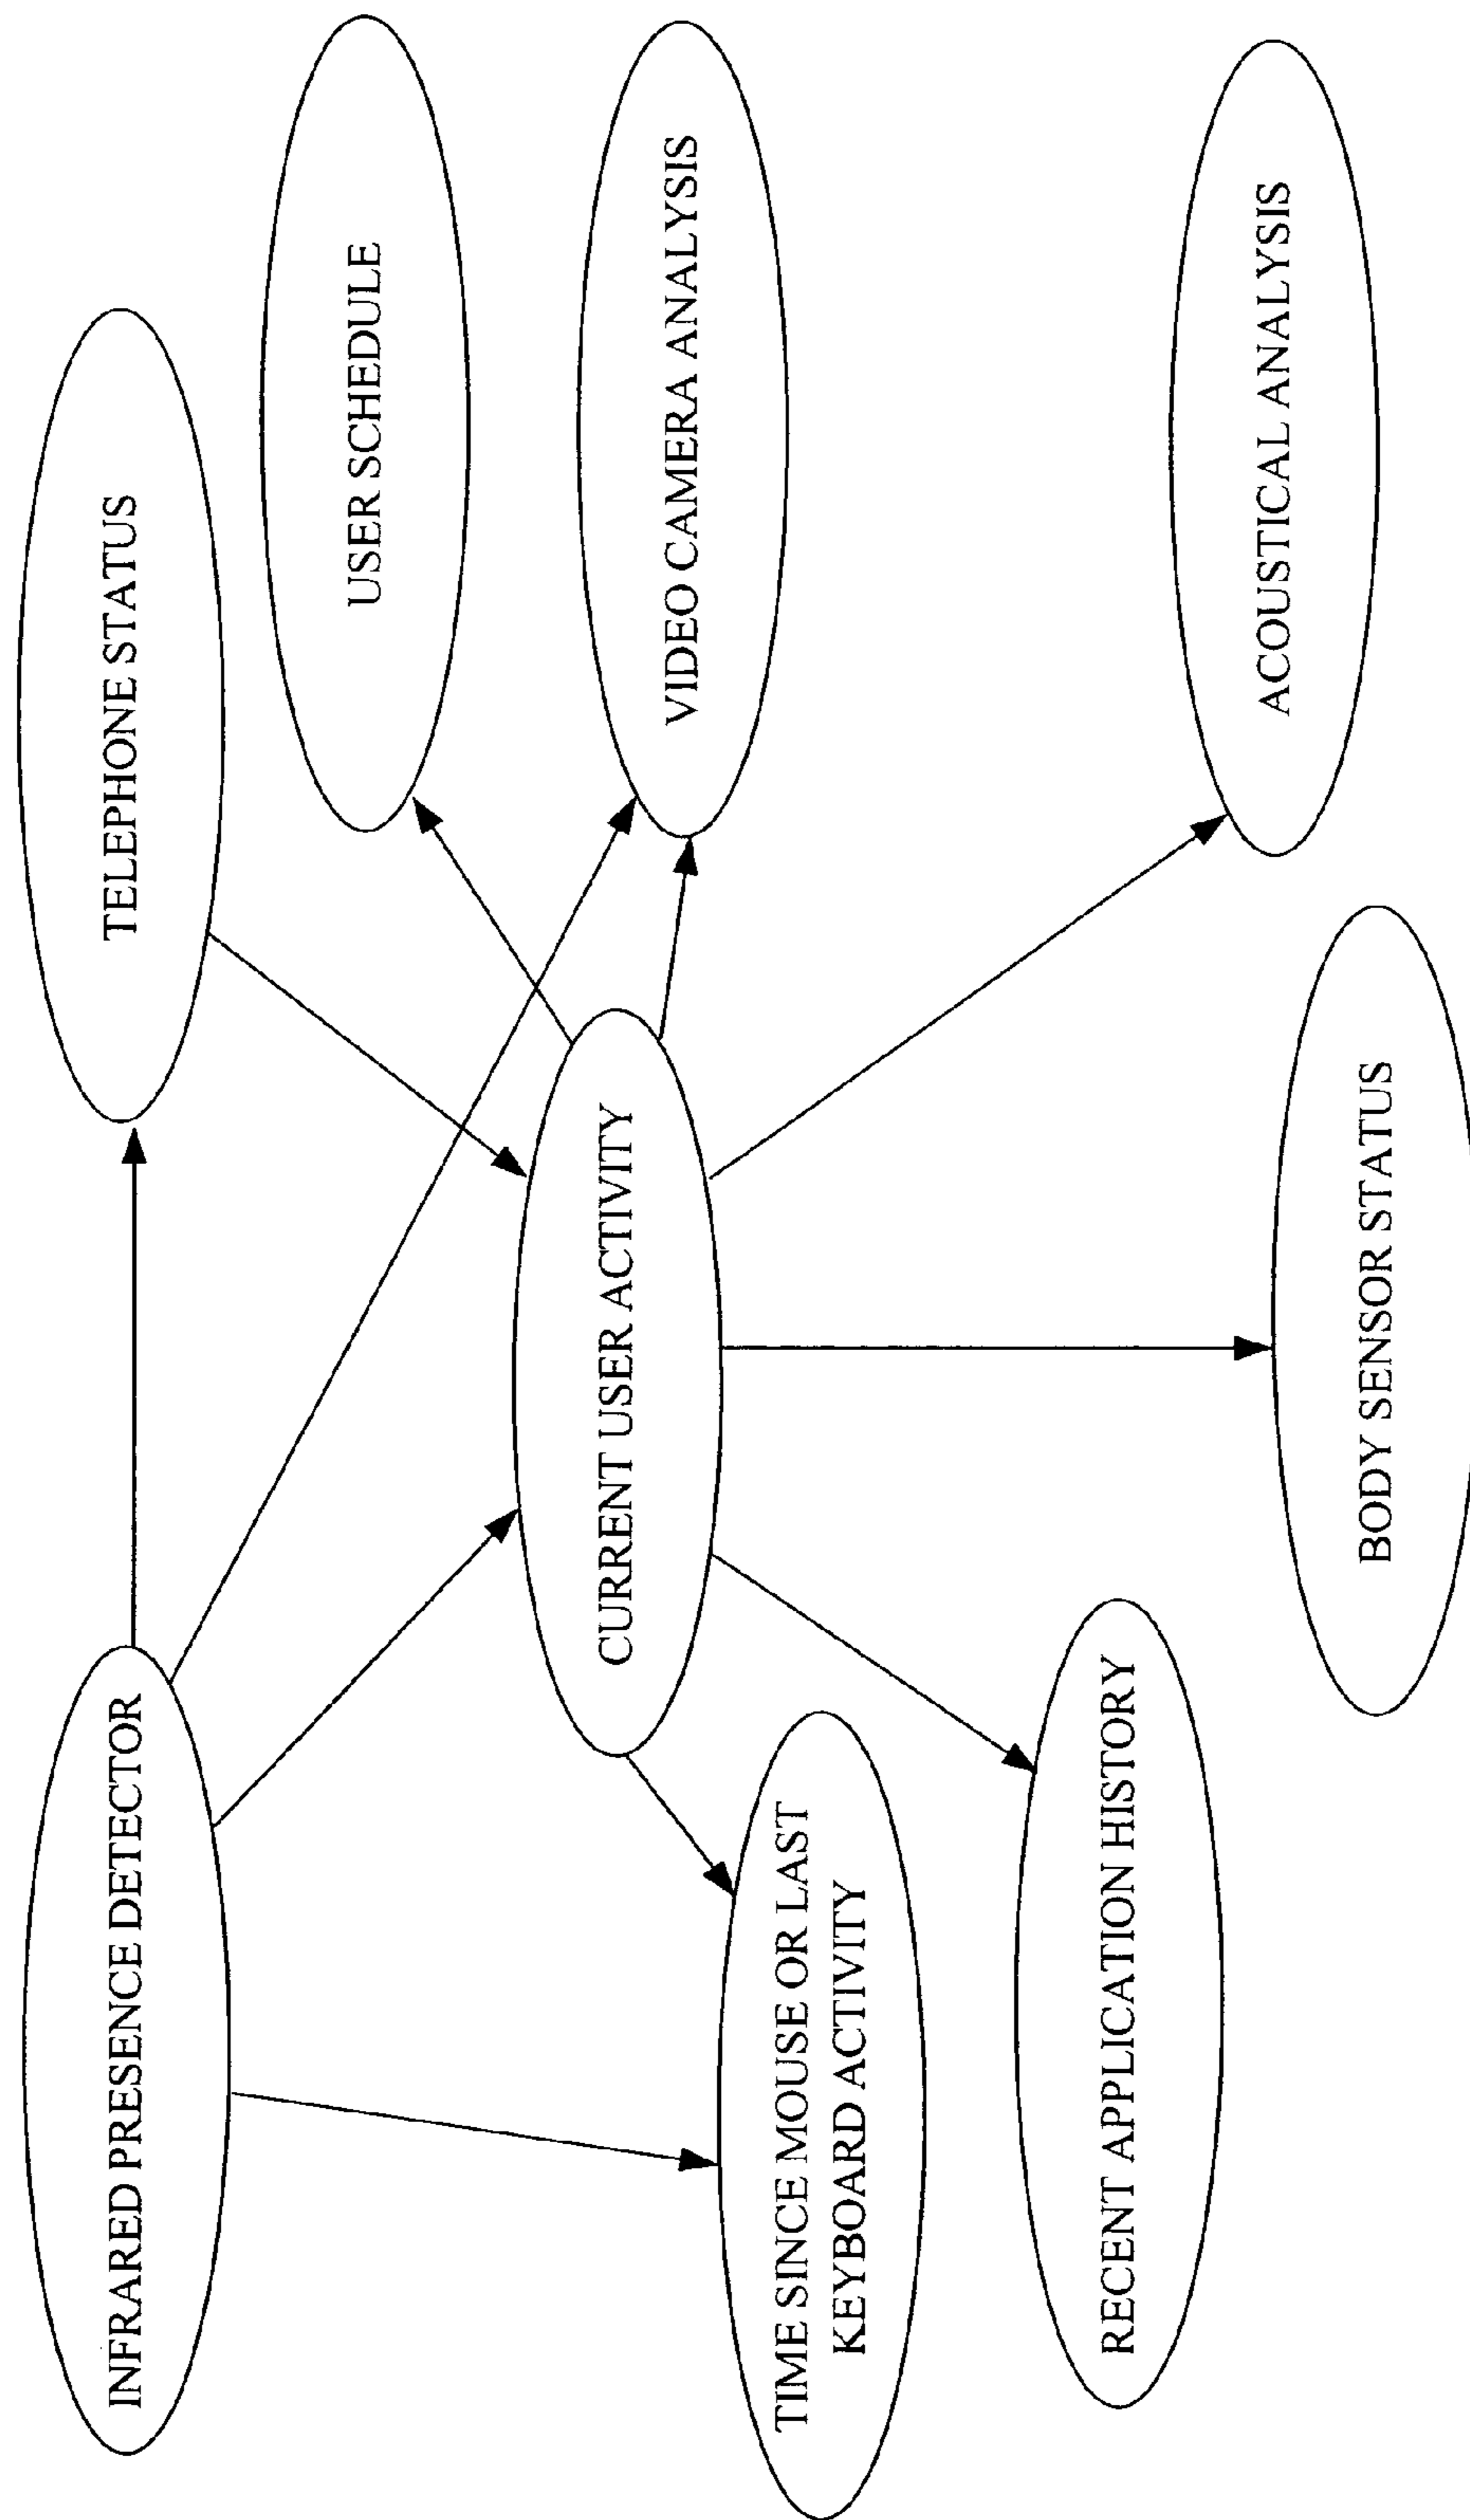 INFRARED PRESENCE DETECTOR
TELEPHONE STATUS
USER SCHEDULE
CURRENT USER ACTIVITY
VIDEO CAMERA ANALYSIS
TIME SINCE MOUSE OR LAST
KEYBOARD ACTIVITY
RECENT APPLICATION HISTORY
ACOUSTICAL ANALYSIS
BODY SENSOR STATUS